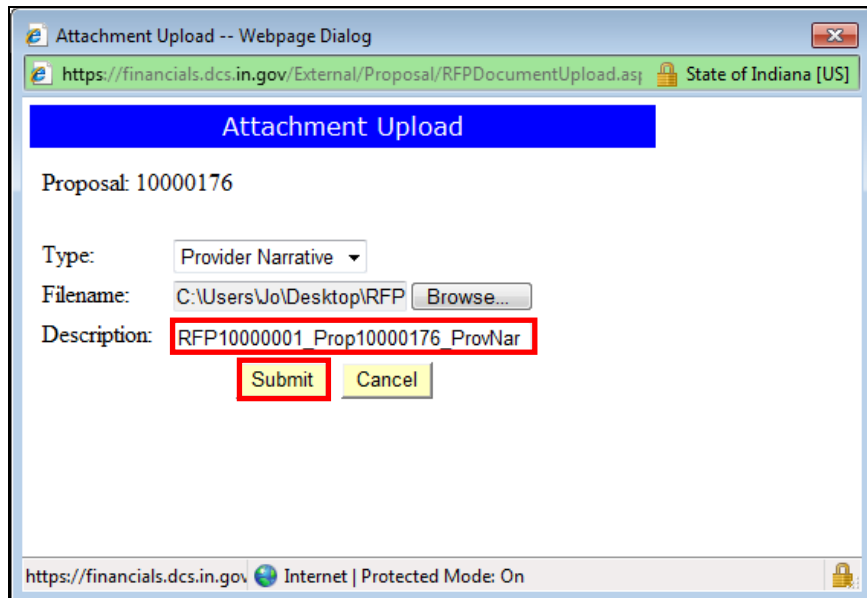 Attachment Upload -- Webpage Dialog
https://financials.dcs.in.gov/External/Proposal/RFPDocumentUpload.asp State of Indiana [US]
Attachment Upload
Proposal: 10000176
Type: Provider Narrative
Filename: C:\Users\Jo\Desktop\RFP Browse...
Description: RFP10000001_Prop10000176_ProvNar
Submit Cancel
https://financials.dcs.in.gov Internet | Protected Mode: On